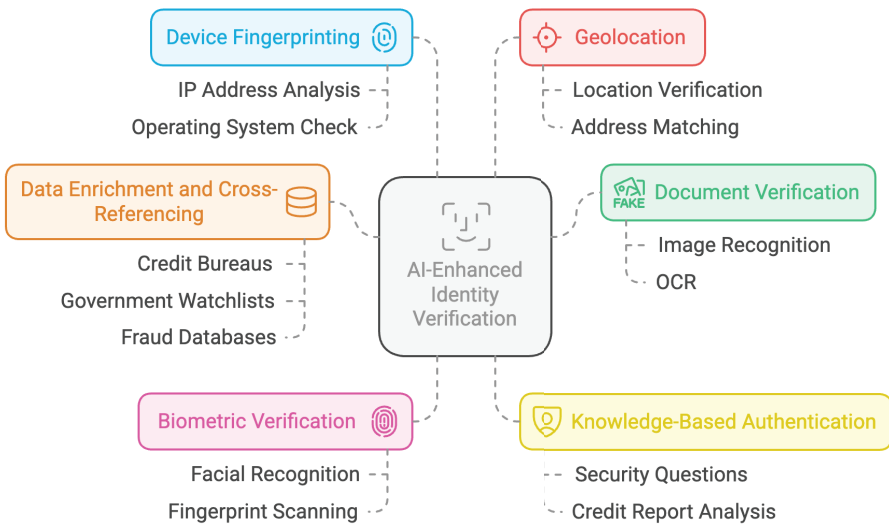 Device Fingerprinting
IP Address Analysis
Operating System Check
Geolocation
Location Verification
Address Matching
Data Enrichment and Cross-
Referencing
Credit Bureaus
Government Watchlists
Fraud Databases
AI-Enhanced
Identity
Verification
FAKE
Document Verification
Image Recognition
OCR
Biometric Verification
Facial Recognition
Fingerprint Scanning
Knowledge-Based Authentication
Security Questions
Credit Report Analysis